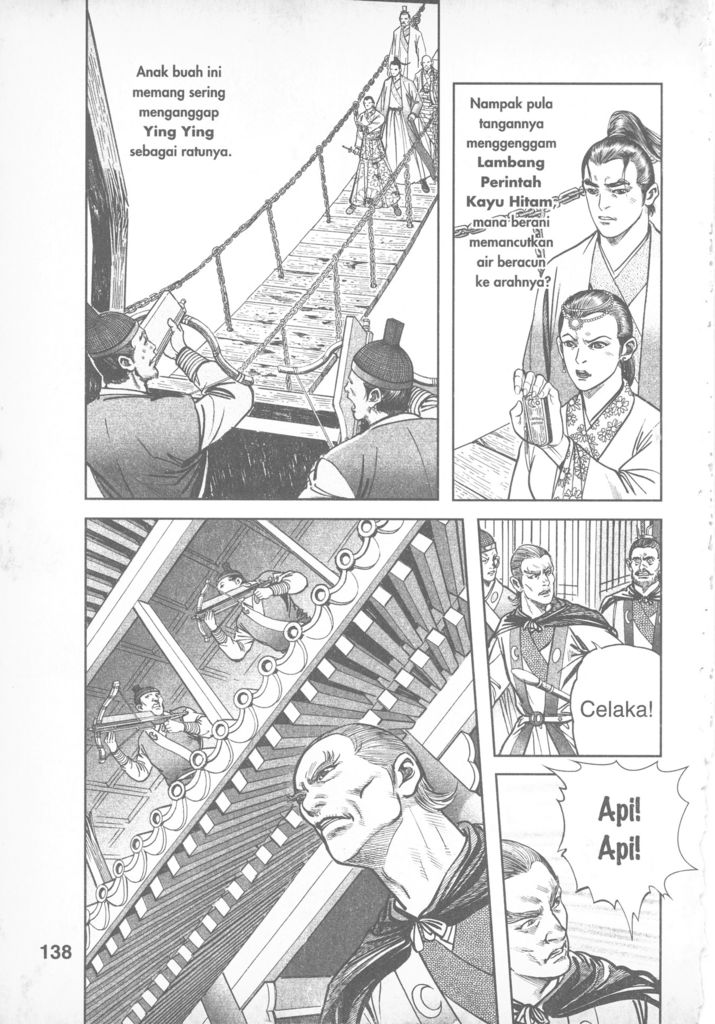 Anak buah ini
memang sering
menganggap
Ying Ying
sebagai ratunya.
Nampak pula
tangannya
menggenggam
Lambang
Perintah
Kayu Hitam,
mana berani
memancutkan
air beracun
ke arahnya?
Celaka!
Api!
Api!
138